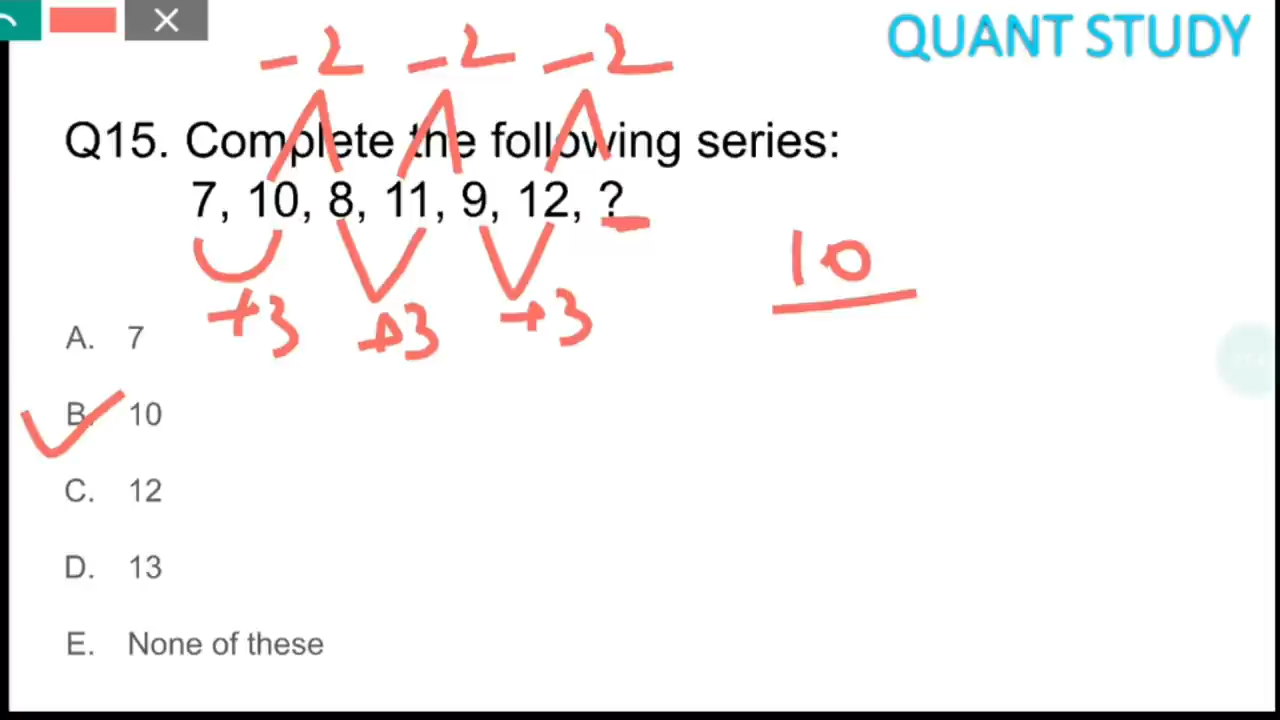 QUANT STUDY
-2 -2 -2
Q15. Complete the following series:
7, 10, 8, 11, 9, 12, ?
10
+3 +3 +3
A. 7
B. 10
C. 12
D. 13
E. None of these